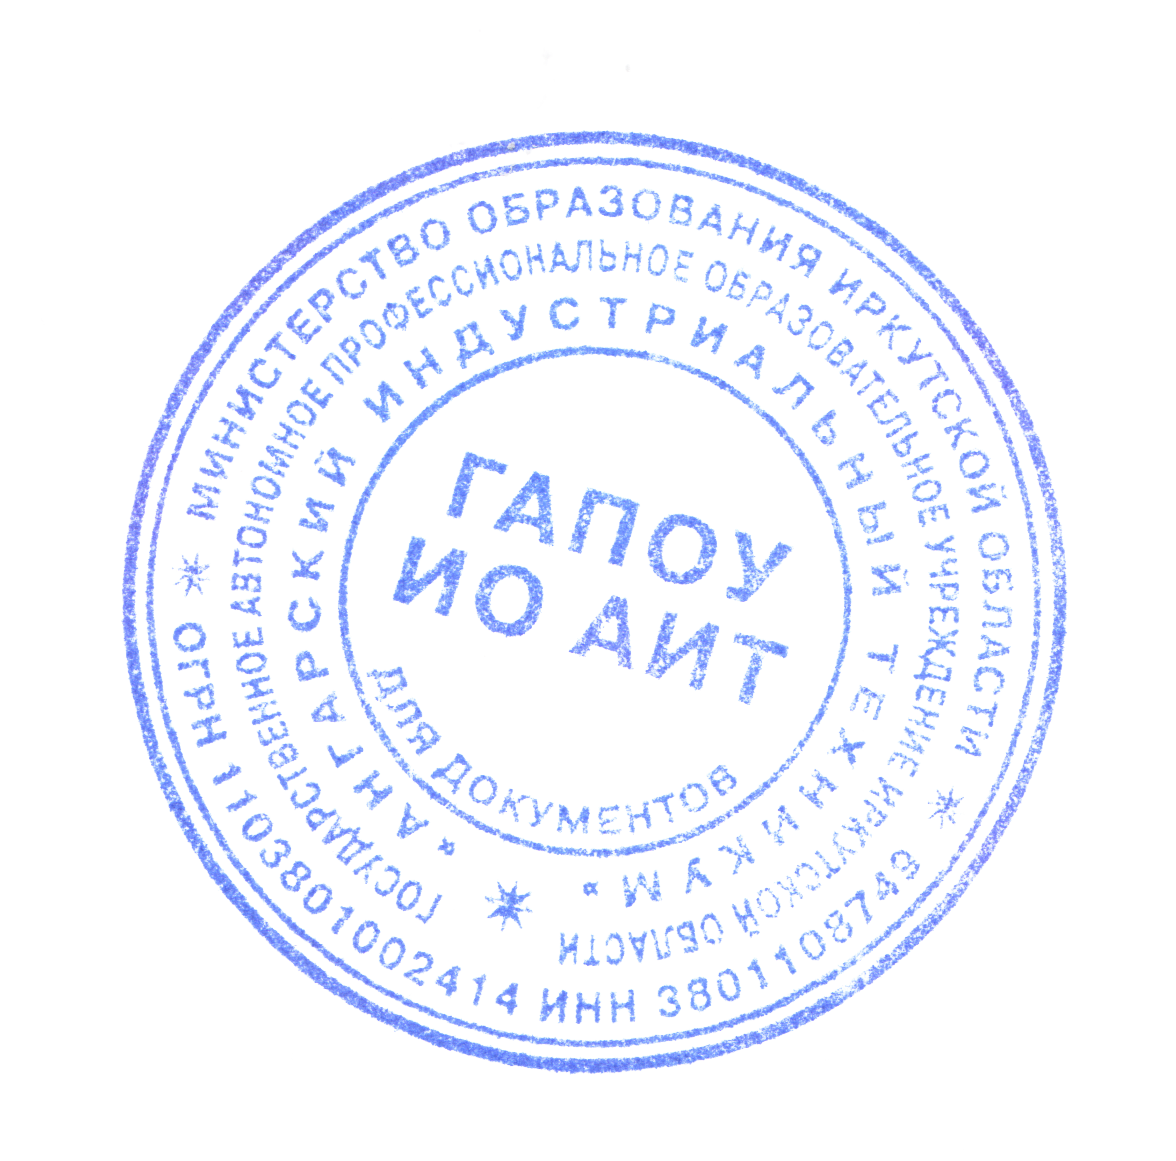 МИНИСТЕРСТВО ОБРАЗОВАНИЯ ИРКУТСКОЙ ОБЛАСТИ
* ОГРН 1103801002414 ИНН 3801108749 *
ГОСУДАРСТВЕННОЕ АВТОНОМНОЕ ПРОФЕССИОНАЛЬНОЕ ОБРАЗОВАТЕЛЬНОЕ УЧРЕЖДЕНИЕ ИРКУТСКОЙ ОБЛАСТИ *
"АНГАРСКИЙ ИНДУСТРИАЛЬНЫЙ ТЕХНИКУМ"
ГАПОУ
ИО АИТ
ДЛЯ ДОКУМЕНТОВ